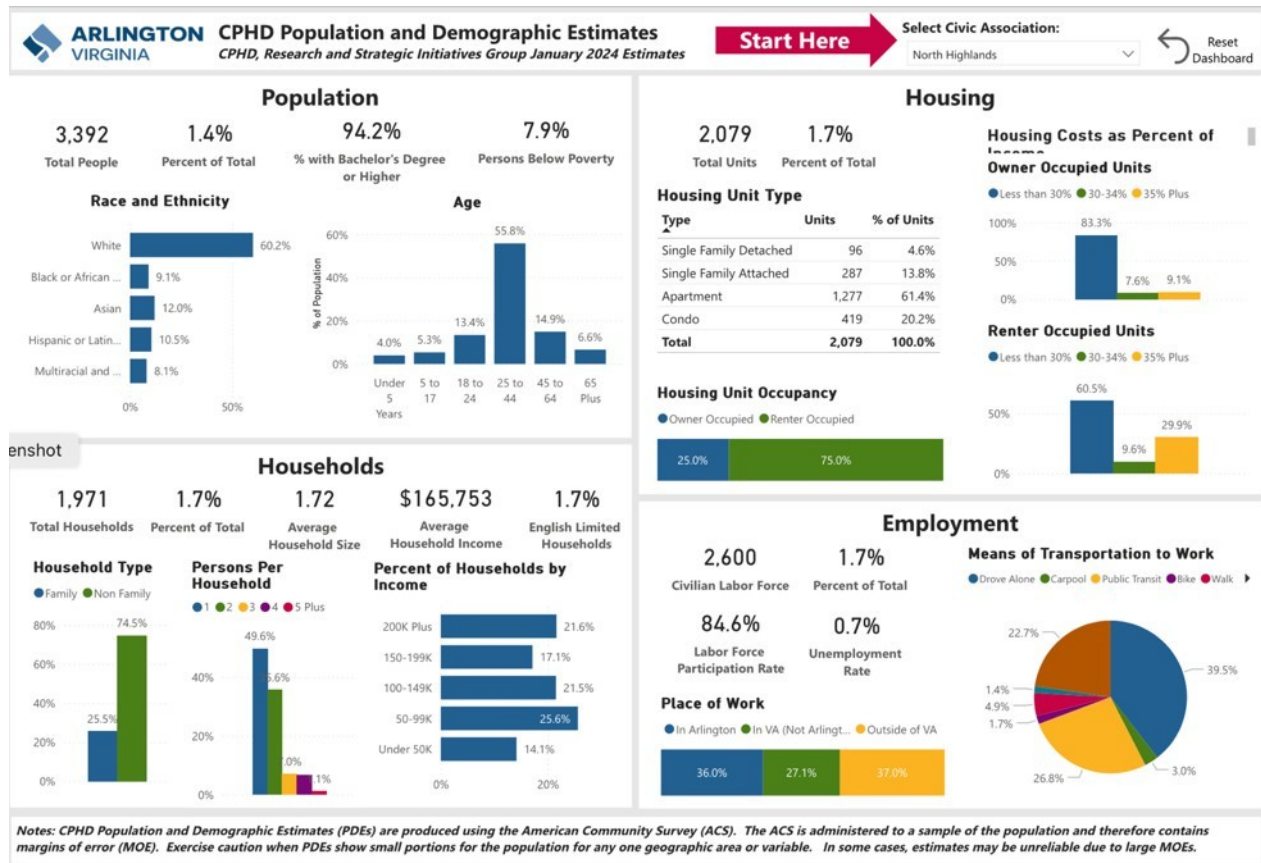 ARLINGTON
VIRGINIA
CPHD Population and Demographic Estimates
CPHD, Research and Strategic Initiatives Group January 2024 Estimates
Start Here
Select Civic Association:
North Highlands
Reset
Dashboard
Population
3,392
Total People
1.4%
Percent of Total
94.2%
% with Bachelor's Degree
or Higher
7.9%
Persons Below Poverty
Race and Ethnicity
White 60.2%
Black or African ... 9.1%
Asian 12.0%
Hispanic or Latin... 10.5%
Multiracial and ... 8.1%
0% 50%
Age
% of Population
60%
40%
20%
0%
4.0% 5.3% 13.4% 55.8% 14.9% 6.6%
Under 5 to 18 to 25 to 45 to 65
5 17 24 44 64 Plus
Years
enshot
Households
1,971
Total Households
1.7%
Percent of Total
1.72
Average
Household Size
$165,753
Average
Household Income
1.7%
English Limited
Households
Household Type
Family Non Family
80%
60%
40%
20%
0%
25.5% 74.5%
Persons Per
Household
1 2 3 4 5 Plus
40%
20%
0%
49.6%
Percent of Households by
Income
200K Plus 21.6%
150-199K 17.1%
100-149K 21.5%
50-99K 25.6%
Under 50K 14.1%
0% 20%
Housing
2,079
Total Units
1.7%
Percent of Total
Housing Unit Type
Type Units % of Units
Single Family Detached 96 4.6%
Single Family Attached 287 13.8%
Apartment 1,277 61.4%
Condo 419 20.2%
Total 2,079 100.0%
Housing Unit Occupancy
Owner Occupied Renter Occupied
25.0% 75.0%
Housing Costs as Percent of
Owner Occupied Units
Less than 30% 30-34% 35% Plus
100%
50%
0%
83.3% 7.6% 9.1%
Renter Occupied Units
Less than 30% 30-34% 35% Plus
50%
0%
60.5% 9.6% 29.9%
Employment
2,600
Civilian Labor Force
1.7%
Percent of Total
84.6%
Labor Force
Participation Rate
0.7%
Unemployment
Rate
Place of Work
In Arlington In VA (Not Arlingt... Outside of VA
36.0% 27.1% 37.0%
Means of Transportation to Work
Drove Alone Carpool Public Transit Bike Walk
22.7%
39.5%
1.4%
4.9%
1.7%
26.8%
3.0%
Notes: CPHD Population and Demographic Estimates (PDEs) are produced using the American Community Survey (ACS). The ACS is administered to a sample of the population and therefore contains
margins of error (MOE). Exercise caution when PDEs show small portions for the population for any one geographic area or variable. In some cases, estimates may be unreliable due to large MOEs.